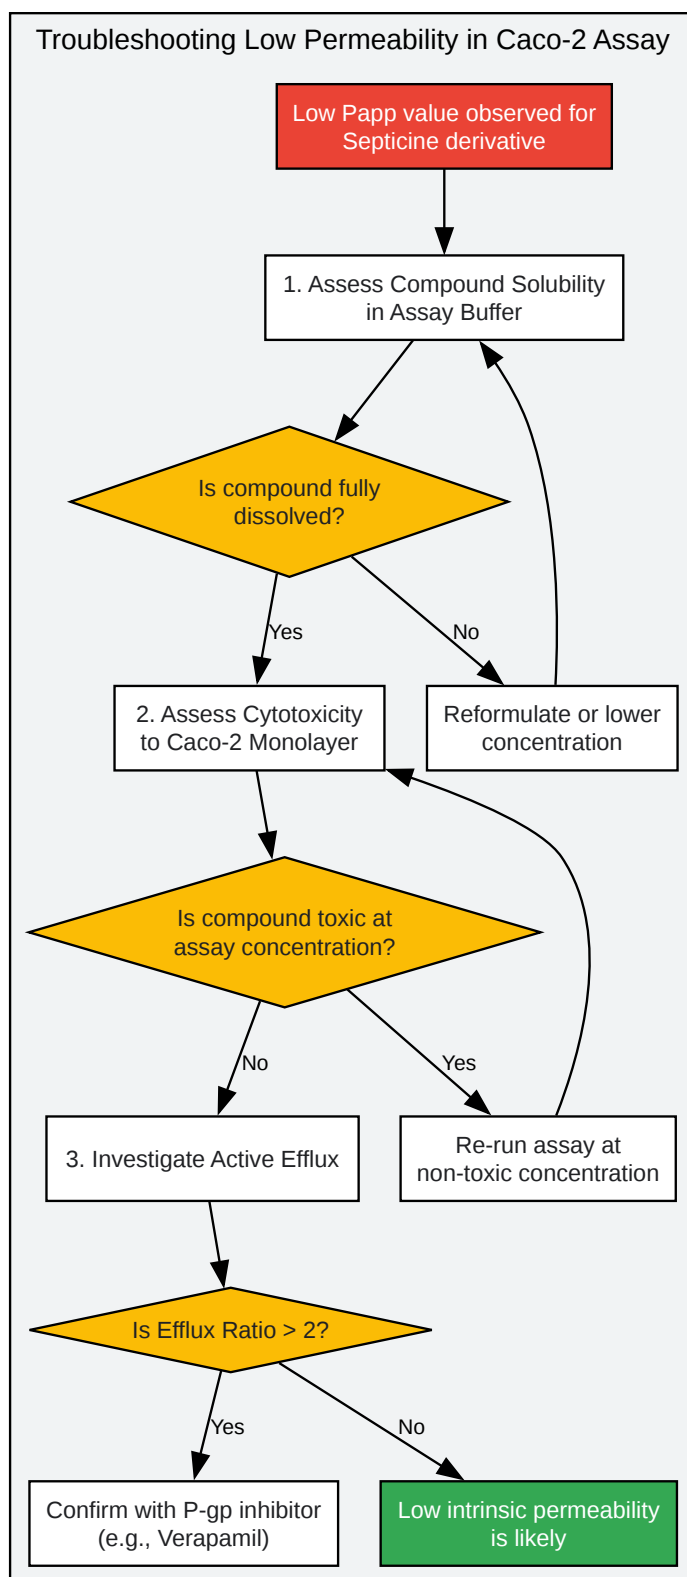 Troubleshooting Low Permeability in Caco-2 Assay
Low Papp value observed for
Septicine derivative
1. Assess Compound Solubility
in Assay Buffer
Is compound fully
dissolved?
Yes
No
2. Assess Cytotoxicity
to Caco-2 Monolayer
Reformulate or lower
concentration
Is compound toxic at
assay concentration?
No
Yes
3. Investigate Active Efflux
Re-run assay at
non-toxic concentration
Is Efflux Ratio > 2?
Yes
No
Confirm with P-gp inhibitor
(e.g., Verapamil)
Low intrinsic permeability
is likely